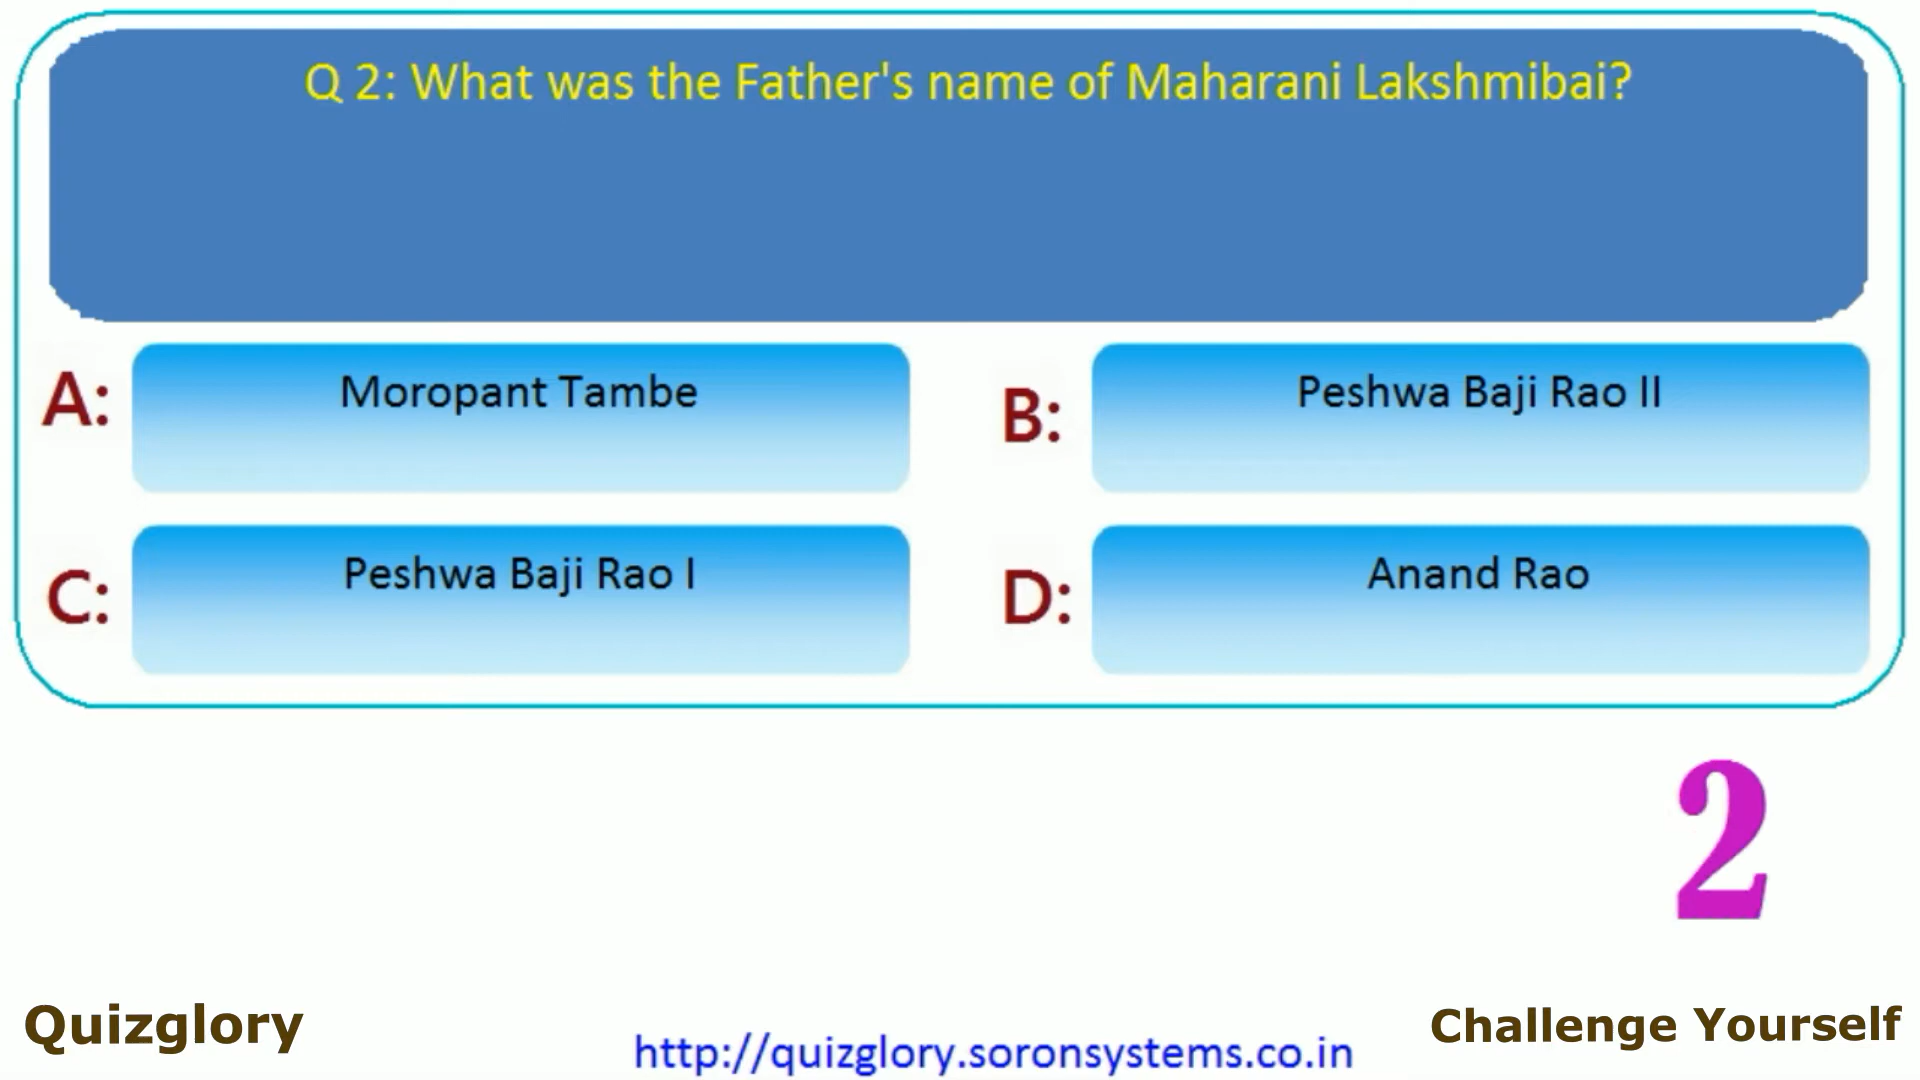 Q 2: What was the Father's name of Maharani Lakshmibai?
A: Moropant Tambe
B: Peshwa Baji Rao II
C: Peshwa Baji Rao I
D: Anand Rao
2
Quizglory
http://quizglory.soronsystems.co.in
Challenge Yourself